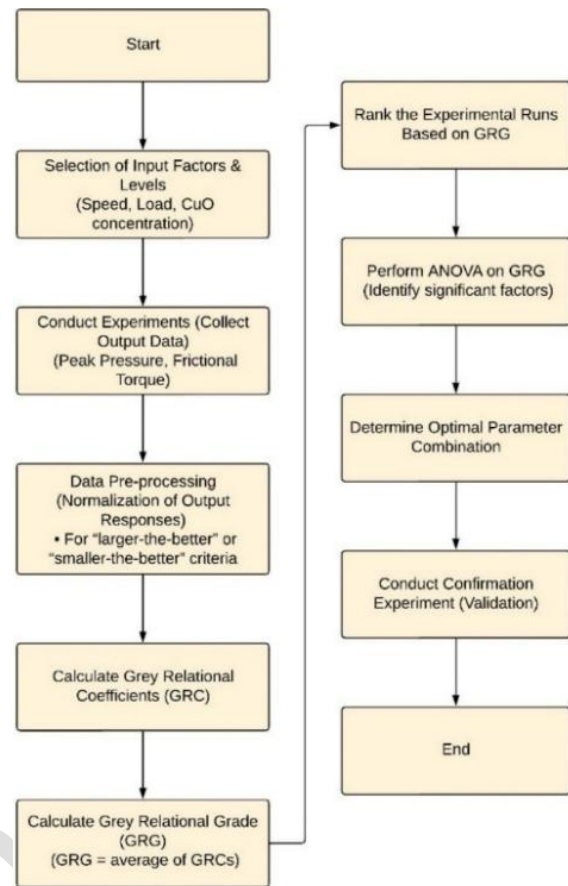 Start
Selection of Input Factors &
Levels
(Speed, Load, CuO
concentration)
Conduct Experiments (Collect
Output Data)
(Peak Pressure, Frictional
Torque)
Data Pre-processing
(Normalization of Output
Responses)
• For “larger-the-better” or
“smaller-the-better” criteria
Calculate Grey Relational
Coefficients (GRC)
Calculate Grey Relational Grade
(GRG)
(GRG = average of GRCs)
Rank the Experimental Runs
Based on GRG
Perform ANOVA on GRG
(Identify significant factors)
Determine Optimal Parameter
Combination
Conduct Confirmation
Experiment (Validation)
End